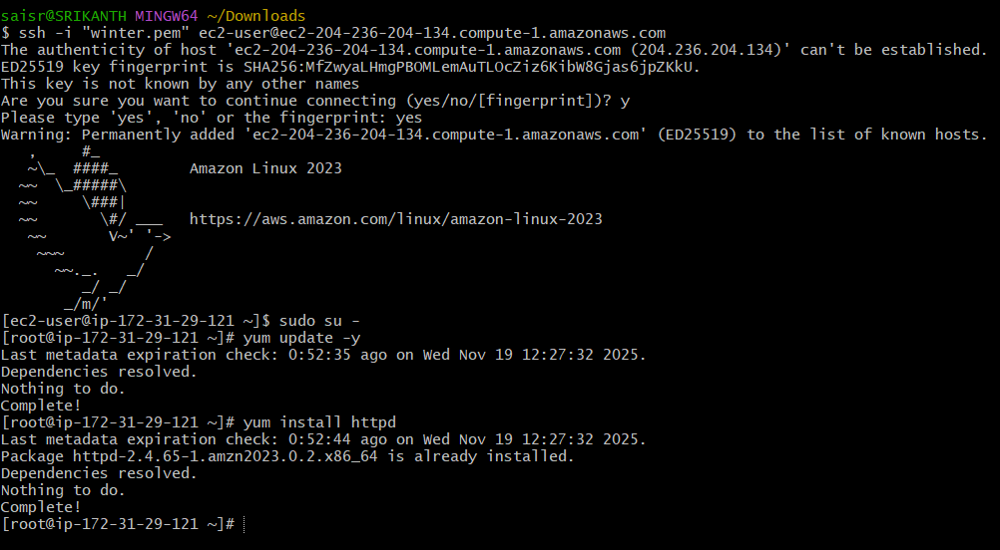 saisr@SRIKANTH MINGW64 ~/Downloads
$ ssh -i "winter.pem" ec2-user@ec2-204-236-204-134.compute-1.amazonaws.com
The authenticity of host 'ec2-204-236-204-134.compute-1.amazonaws.com (204.236.204.134)' can't be established.
ED25519 key fingerprint is SHA256:MfZwyaLHmgPBOMLemAuTLOcZiz6KibW8Gjas6jpZKkU.
This key is not known by any other names
Are you sure you want to continue connecting (yes/no/[fingerprint])? y
Please type 'yes', 'no' or the fingerprint: yes
Warning: Permanently added 'ec2-204-236-204-134.compute-1.amazonaws.com' (ED25519) to the list of known hosts.
   ,     #_
   ~\_  ####_        Amazon Linux 2023
  ~~  \_#####\
  ~~     \###|
  ~~       \#/ ___   https://aws.amazon.com/linux/amazon-linux-2023
   ~~       V~' '->
    ~~~         /
      ~~._.   _/
         _/ _/
       _/m/'
[ec2-user@ip-172-31-29-121 ~]$ sudo su -
[root@ip-172-31-29-121 ~]# yum update -y
Last metadata expiration check: 0:52:35 ago on Wed Nov 19 12:27:32 2025.
Dependencies resolved.
Nothing to do.
Complete!
[root@ip-172-31-29-121 ~]# yum install httpd
Last metadata expiration check: 0:52:44 ago on Wed Nov 19 12:27:32 2025.
Package httpd-2.4.65-1.amzn2023.0.2.x86_64 is already installed.
Dependencies resolved.
Nothing to do.
Complete!
[root@ip-172-31-29-121 ~]#